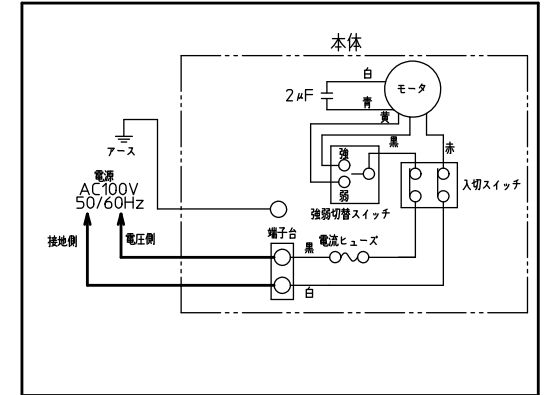 本体
白
2μF
モータ
青
黄
黒
赤
アース
強
電源
AC100V
50/60Hz
入切スイッチ
弱
強弱切替スイッチ
接地側
電圧側
端子台
黒
電流ヒューズ
白